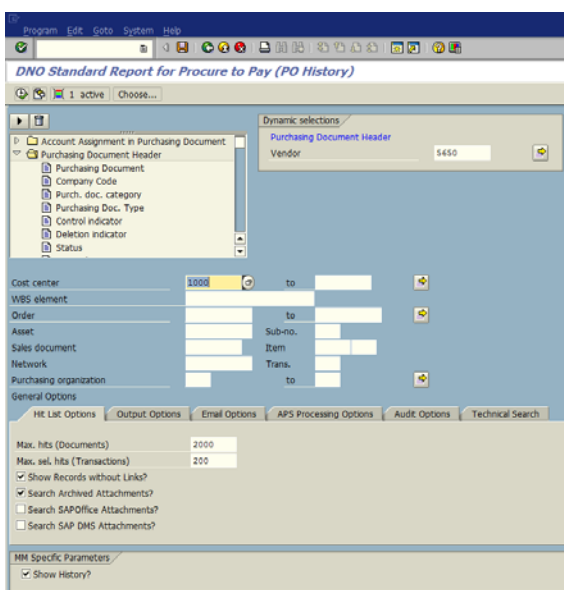 Program Edit Goto System Help
DNO Standard Report for Procure to Pay (PO History)
1 active Choose...
Dynamic selections
Account Assignment in Purchasing Document
Purchasing Document Header
Purchasing Document
Company Code
Purch. doc. category
Purchasing Doc. Type
Control indicator
Deletion indicator
Status
Purchasing Document Header
Vendor 5650
Cost center 1000 to
WBS element
Order to
Asset Sub-no.
Sales document Item
Network Trans.
Purchasing organization to
General Options
Hit List Options Output Options Email Options APS Processing Options Audit Options Technical Search
Max. hits (Documents) 2000
Max. sel. hits (Transactions) 200
Show Records without Links?
Search Archived Attachments?
Search SAPOffice Attachments?
Search SAP DMS Attachments?
MM Specific Parameters
Show History?